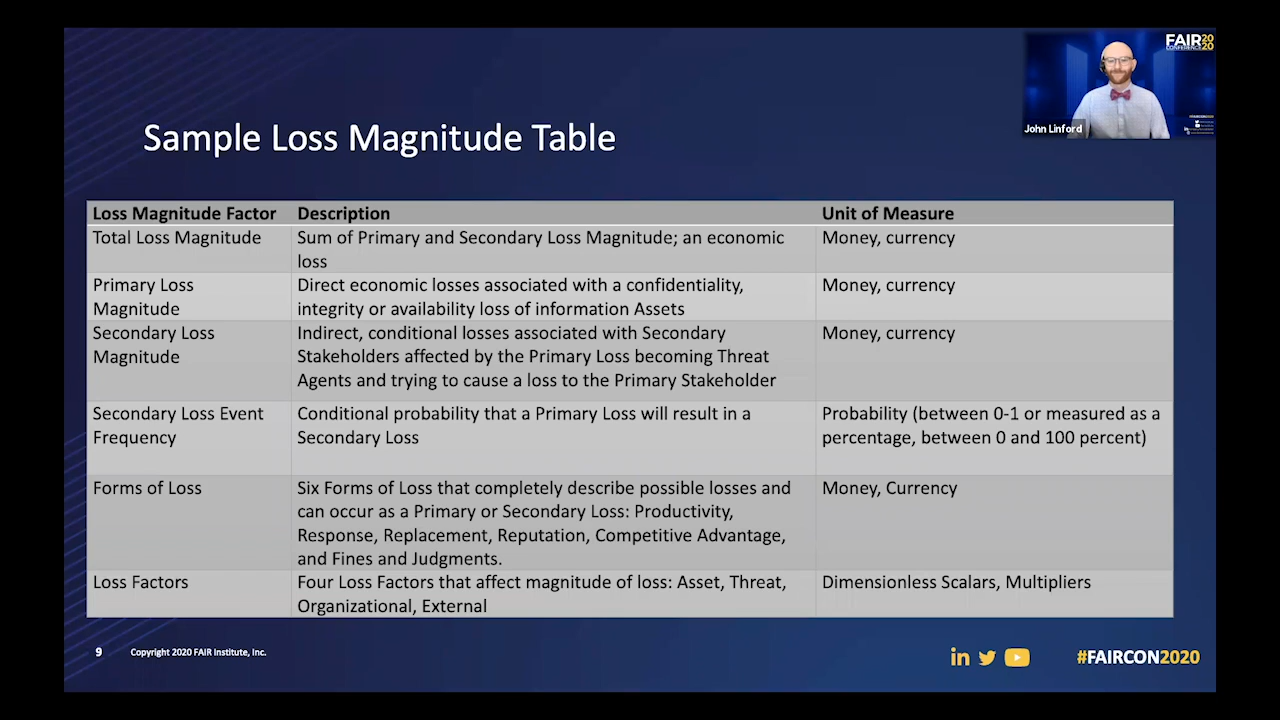 FAIR 2020
CONFERENCE
John Linford
Sample Loss Magnitude Table
Loss Magnitude Factor Description Unit of Measure
Total Loss Magnitude Sum of Primary and Secondary Loss Magnitude; an economic loss Money, currency
Primary Loss Magnitude Direct economic losses associated with a confidentiality, integrity or availability loss of information Assets Money, currency
Secondary Loss Magnitude Indirect, conditional losses associated with Secondary Stakeholders affected by the Primary Loss becoming Threat Agents and trying to cause a loss to the Primary Stakeholder Money, currency
Secondary Loss Event Frequency Conditional probability that a Primary Loss will result in a Secondary Loss Probability (between 0-1 or measured as a percentage, between 0 and 100 percent)
Forms of Loss Six Forms of Loss that completely describe possible losses and can occur as a Primary or Secondary Loss: Productivity, Response, Replacement, Reputation, Competitive Advantage, and Fines and Judgments. Money, Currency
Loss Factors Four Loss Factors that affect magnitude of loss: Asset, Threat, Organizational, External Dimensionless Scalars, Multipliers
9 Copyright 2020 FAIR Institute, Inc.
in
#FAIRCON2020